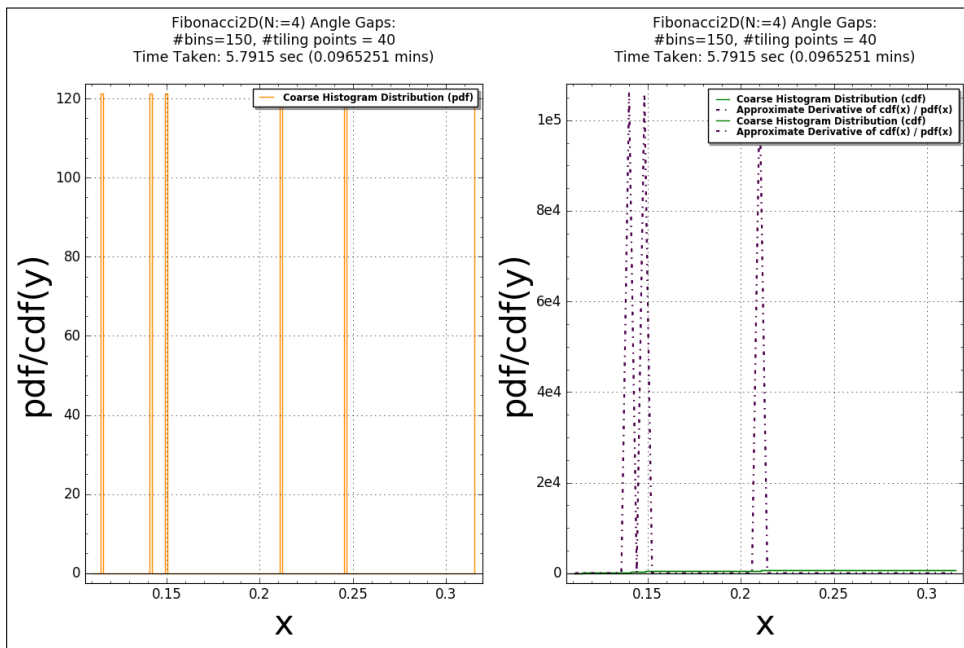 Fibonacci2D(N:=4) Angle Gaps:
#bins=150, #tiling points = 40
Time Taken: 5.7915 sec (0.0965251 mins)
Coarse Histogram Distribution (pdf)
120
100
80
60
40
20
0
pdf/cdf(y)
0.15
0.2
0.25
0.3
x
Fibonacci2D(N:=4) Angle Gaps:
#bins=150, #tiling points = 40
Time Taken: 5.7915 sec (0.0965251 mins)
Coarse Histogram Distribution (cdf)
Approximate Derivative of cdf(x) / pdf(x)
Coarse Histogram Distribution (cdf)
Approximate Derivative of cdf(x) / pdf(x)
1e5
8e4
6e4
4e4
2e4
0
pdf/cdf(y)
0.15
0.2
0.25
0.3
x